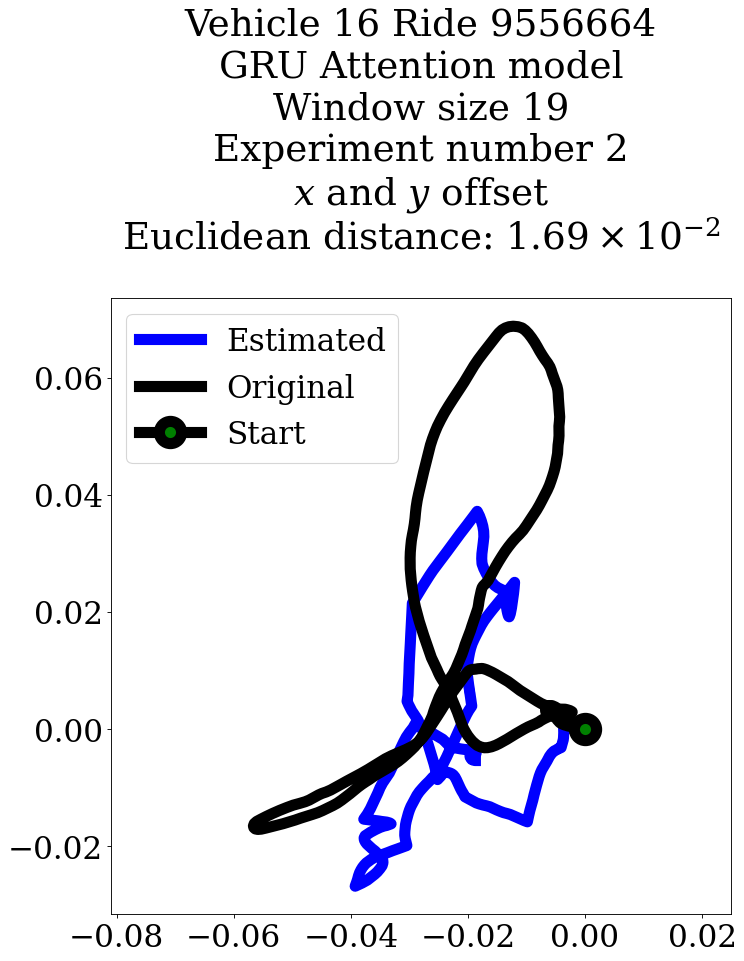 Vehicle 16 Ride 9556664
GRU Attention model
Window size 19
Experiment number 2
x and y offset
Euclidean distance: 1.69 × 10⁻²
Estimated
Original
Start
0.06
0.04
0.02
0.00
−0.02
−0.08 −0.06 −0.04 −0.02 0.00 0.02